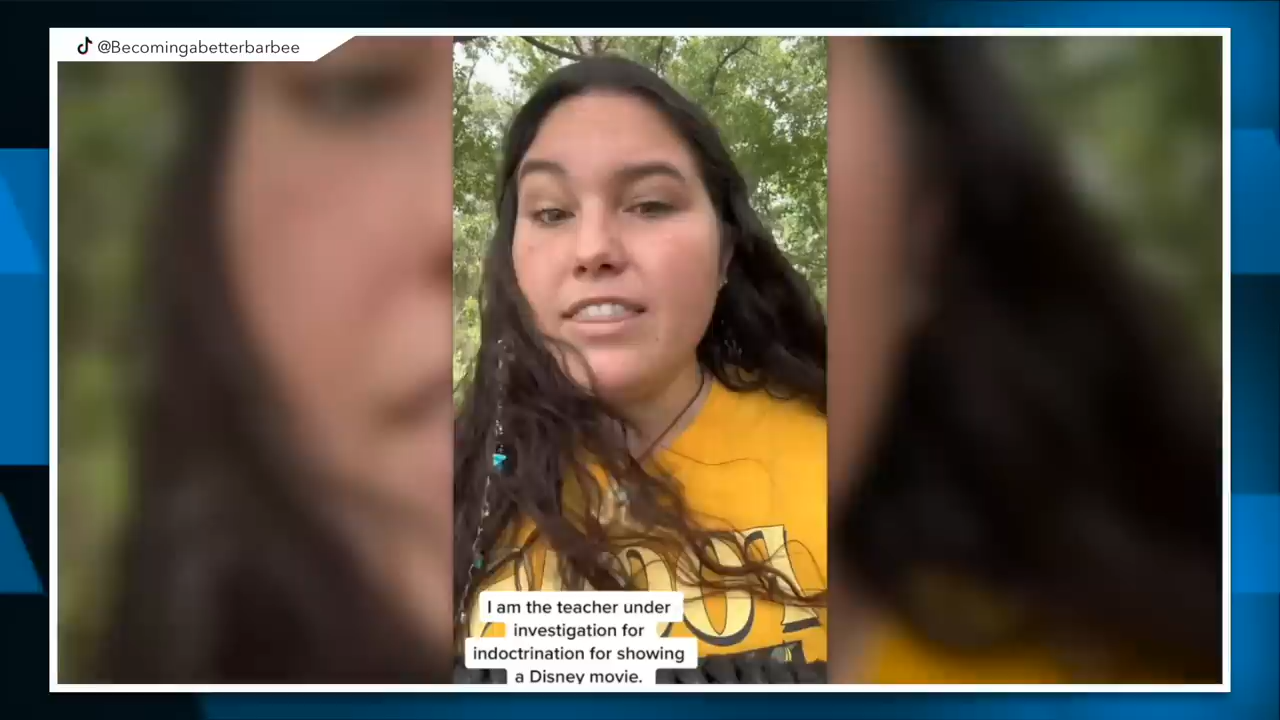 @Becomingabetterbarbee
I am the teacher under
investigation for
indoctrination for showing
a Disney movie.